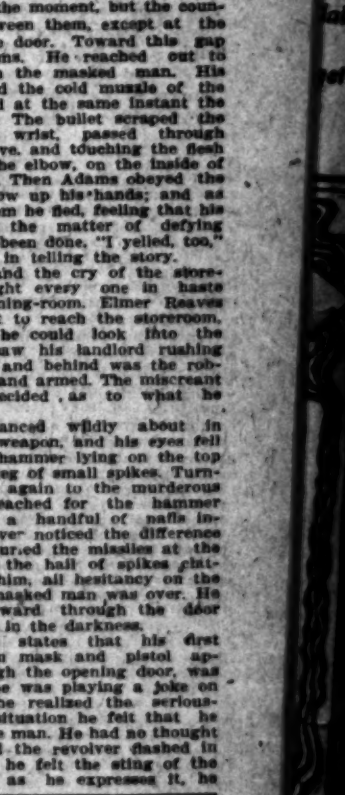 the moment, but the coun-
reen them, except at the
door. Toward this gap
ms. He reached out to
the masked man. His
d the cold muzzle of the
d at the same instant the
The bullet scraped the
wrist, passed through
ve, and touching the flesh
he elbow, on the inside of
Then Adams obeyed the
ow up his hands; and as
em he fled, feeling that his
the matter of defying
been done. "I yelled, too,"
in telling the story.
and the cry of the store-
ght every one in haste
ning-room. Elmer Reaves
t to reach the storeroom.
he could look into the
saw his landlord rushing
and behind was the rob-
and armed. The miscreant
ecided as to what he
anced wildly about in
weapon, and his eyes fell
hammer lying on the top
eg of small spikes. Turn-
again to the murderous
eached for the hammer
a handful of nails in-
ver noticed the difference
urled the missiles at the
the hail of spikes clat-
him, all hesitancy on the
masked man was over. He
ward through the door
in the darkness.
states that his first
n mask and pistol ap-
gh the opening door, was
e was playing a joke on
he realized the serious-
situation he felt that he
e man. He had no thought
l the revolver flashed in
he felt the sting of the
as he expresses it, he